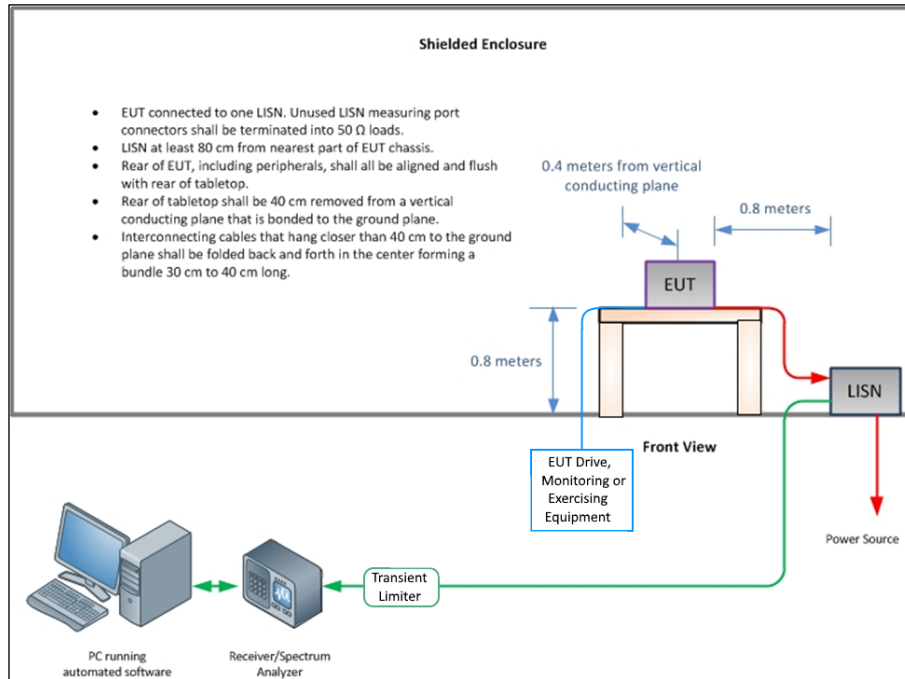 Shielded Enclosure
• EUT connected to one LISN. Unused LISN measuring port
connectors shall be terminated into 50 Ω loads.
• LISN at least 80 cm from nearest part of EUT chassis.
• Rear of EUT, including peripherals, shall all be aligned and flush
with rear of tabletop.
• Rear of tabletop shall be 40 cm removed from a vertical
conducting plane that is bonded to the ground plane.
• Interconnecting cables that hang closer than 40 cm to the ground
plane shall be folded back and forth in the center forming a
bundle 30 cm to 40 cm long.
0.4 meters from vertical
conducting plane
0.8 meters
EUT
0.8 meters
LISN
Front View
EUT Drive,
Monitoring or
Exercising
Equipment
Power Source
Transient
Limiter
PC running
automated software
Receiver/Spectrum
Analyzer